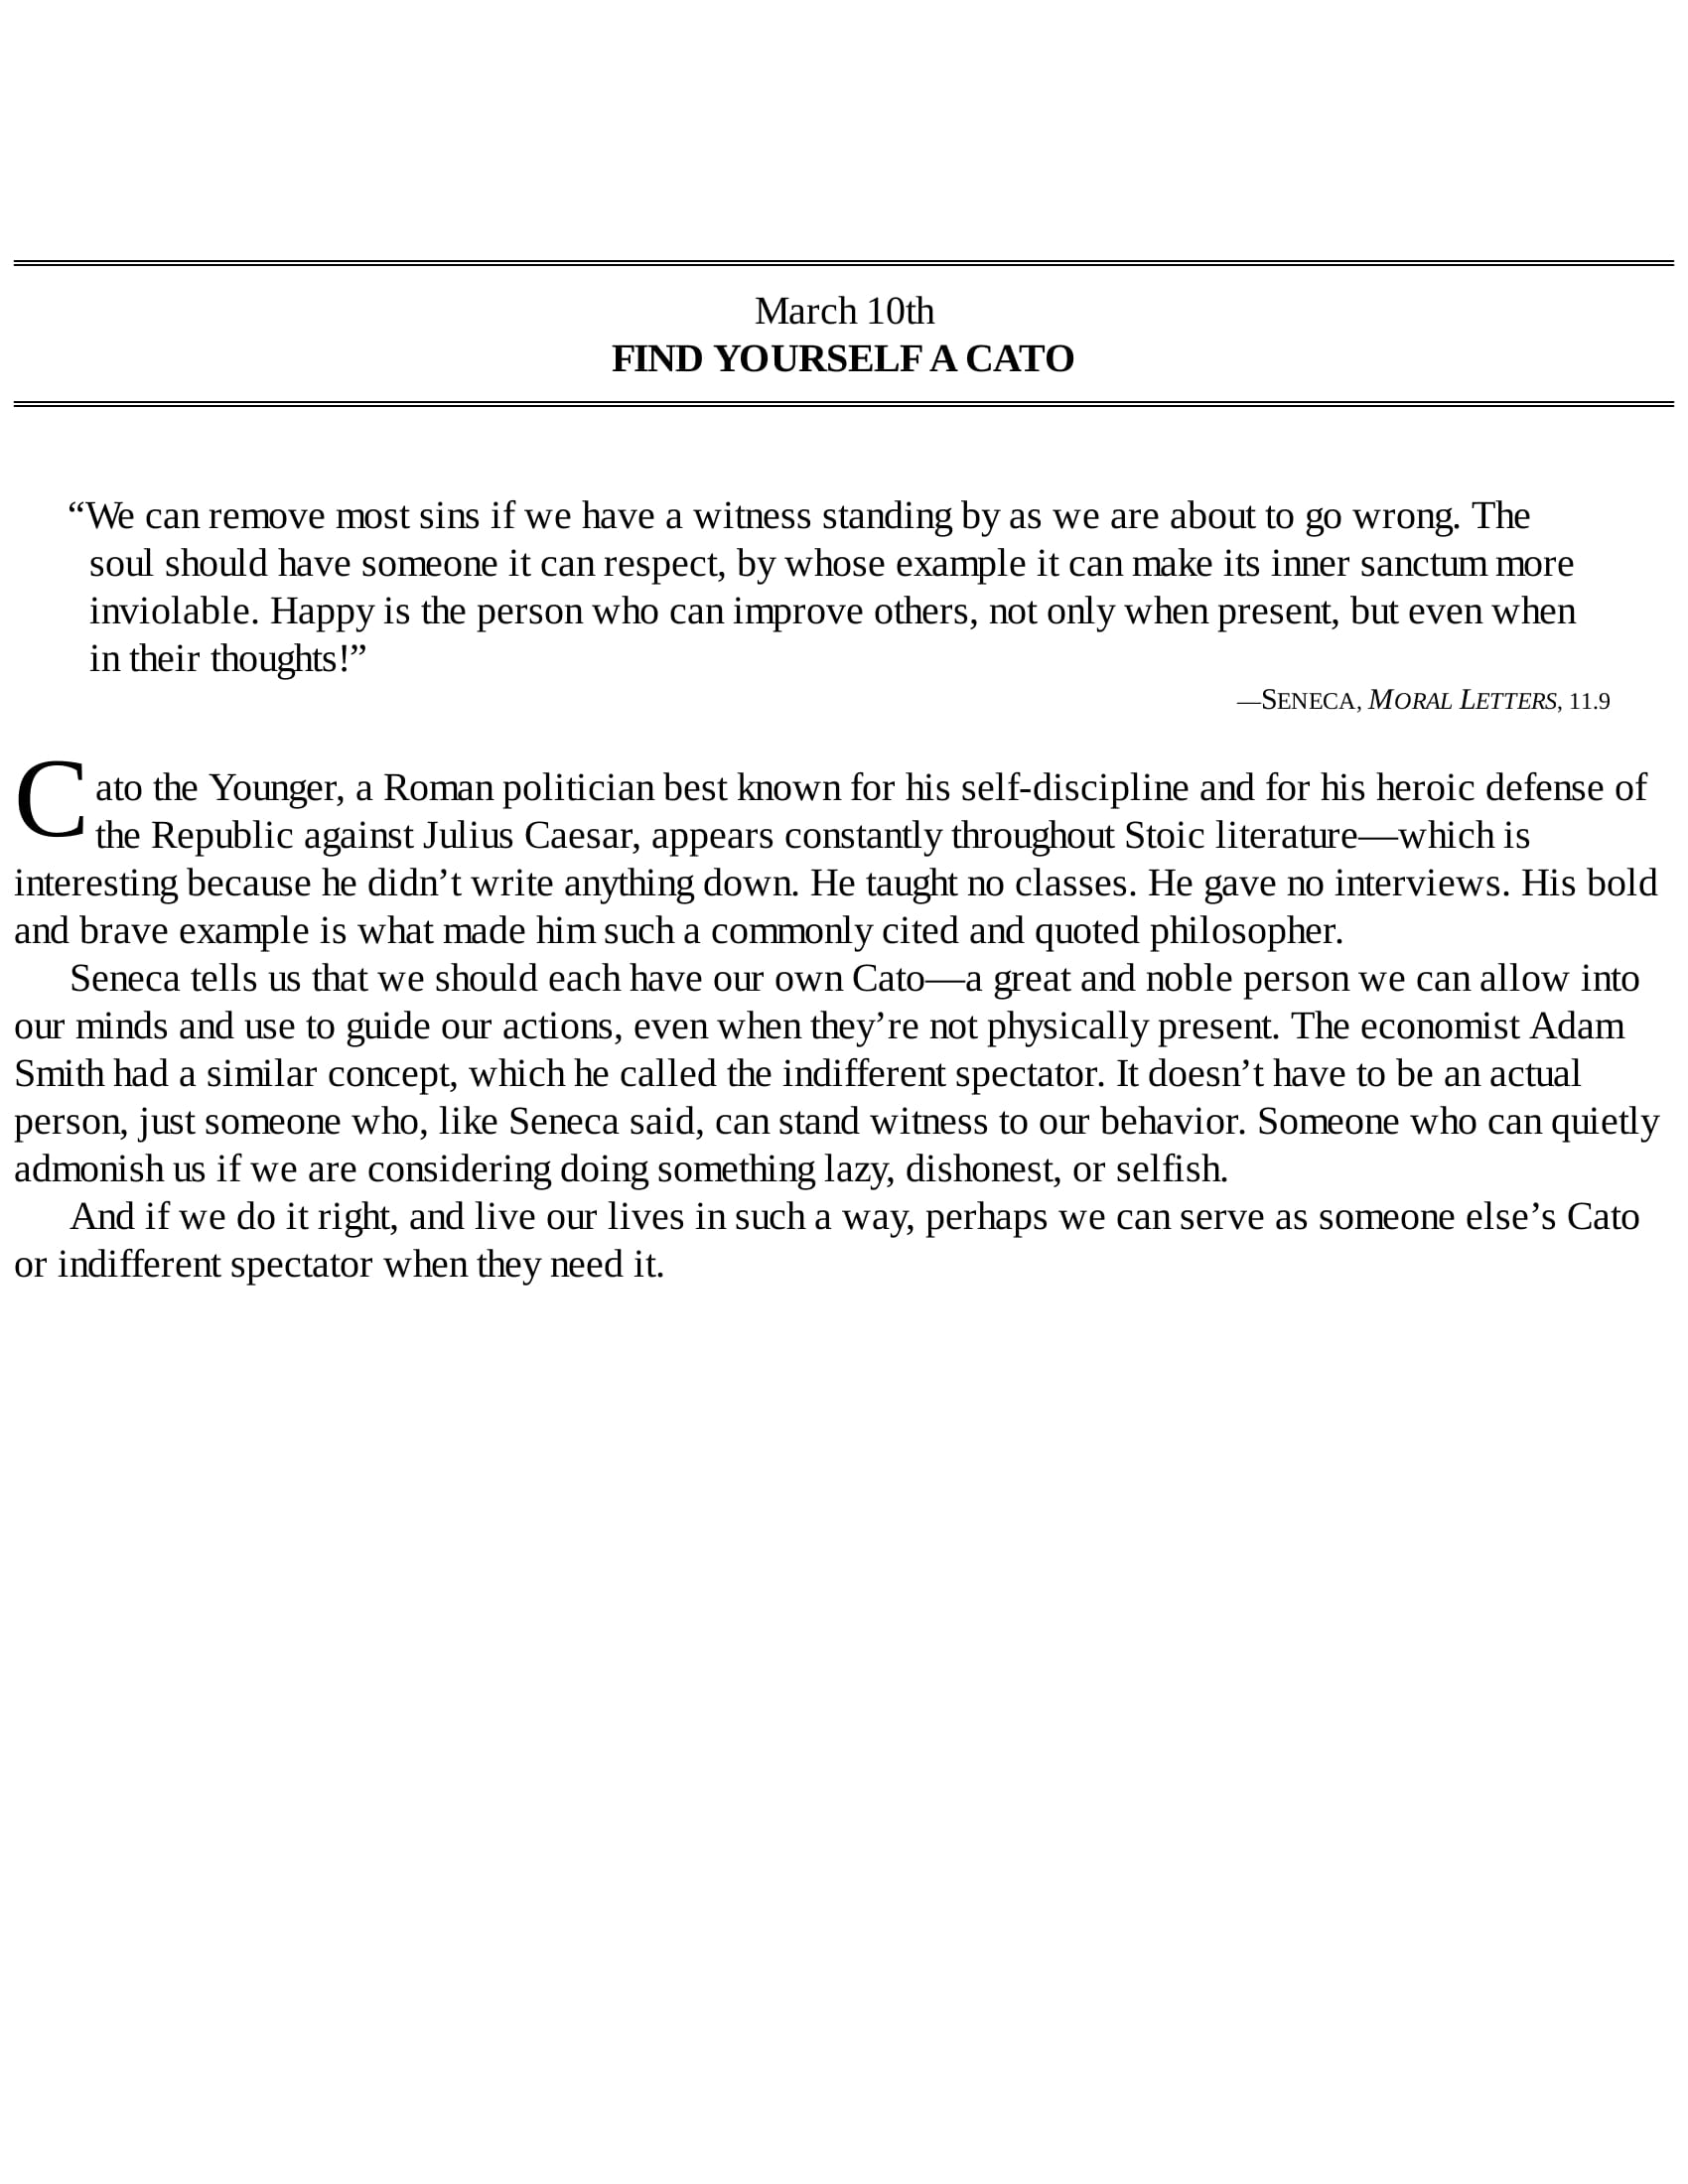 March 10th
FIND YOURSELF A CATO
“We can remove most sins if we have a witness standing by as we are about to go wrong. The
soul should have someone it can respect, by whose example it can make its inner sanctum more
inviolable. Happy is the person who can improve others, not only when present, but even when
in their thoughts!”
—SENECA, MORAL LETTERS, 11.9
Cato the Younger, a Roman politician best known for his self-discipline and for his heroic defense of
the Republic against Julius Caesar, appears constantly throughout Stoic literature—which is
interesting because he didn’t write anything down. He taught no classes. He gave no interviews. His bold
and brave example is what made him such a commonly cited and quoted philosopher.
Seneca tells us that we should each have our own Cato—a great and noble person we can allow into
our minds and use to guide our actions, even when they’re not physically present. The economist Adam
Smith had a similar concept, which he called the indifferent spectator. It doesn’t have to be an actual
person, just someone who, like Seneca said, can stand witness to our behavior. Someone who can quietly
admonish us if we are considering doing something lazy, dishonest, or selfish.
And if we do it right, and live our lives in such a way, perhaps we can serve as someone else’s Cato
or indifferent spectator when they need it.